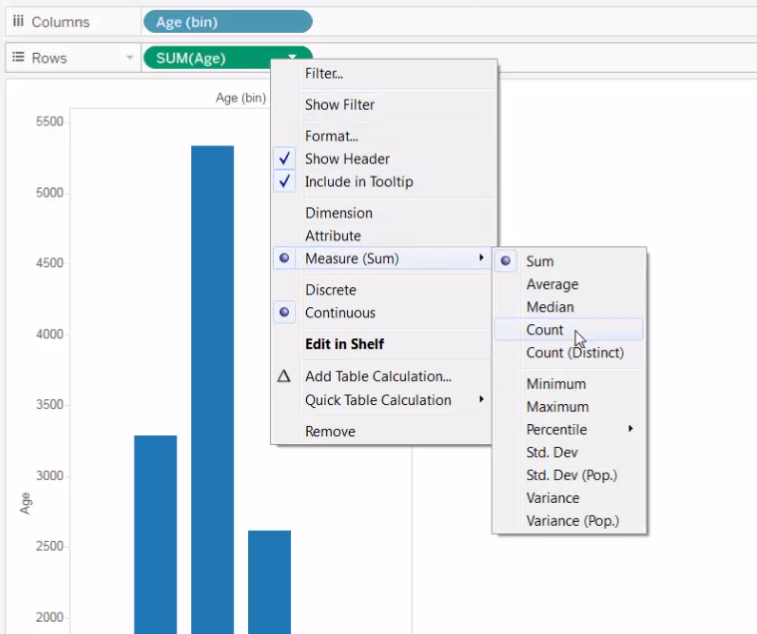 Columns
Age (bin)
Rows
SUM(Age)
Age (bin)
5500
5000
4500
4000
3500
3000
2500
2000
Age
Filter...
Show Filter
Format...
Show Header
Include in Tooltip
Dimension
Attribute
Measure (Sum)
Discrete
Continuous
Edit in Shelf
Add Table Calculation...
Quick Table Calculation
Remove
Sum
Average
Median
Count
Count (Distinct)
Minimum
Maximum
Percentile
Std. Dev
Std. Dev (Pop.)
Variance
Variance (Pop.)